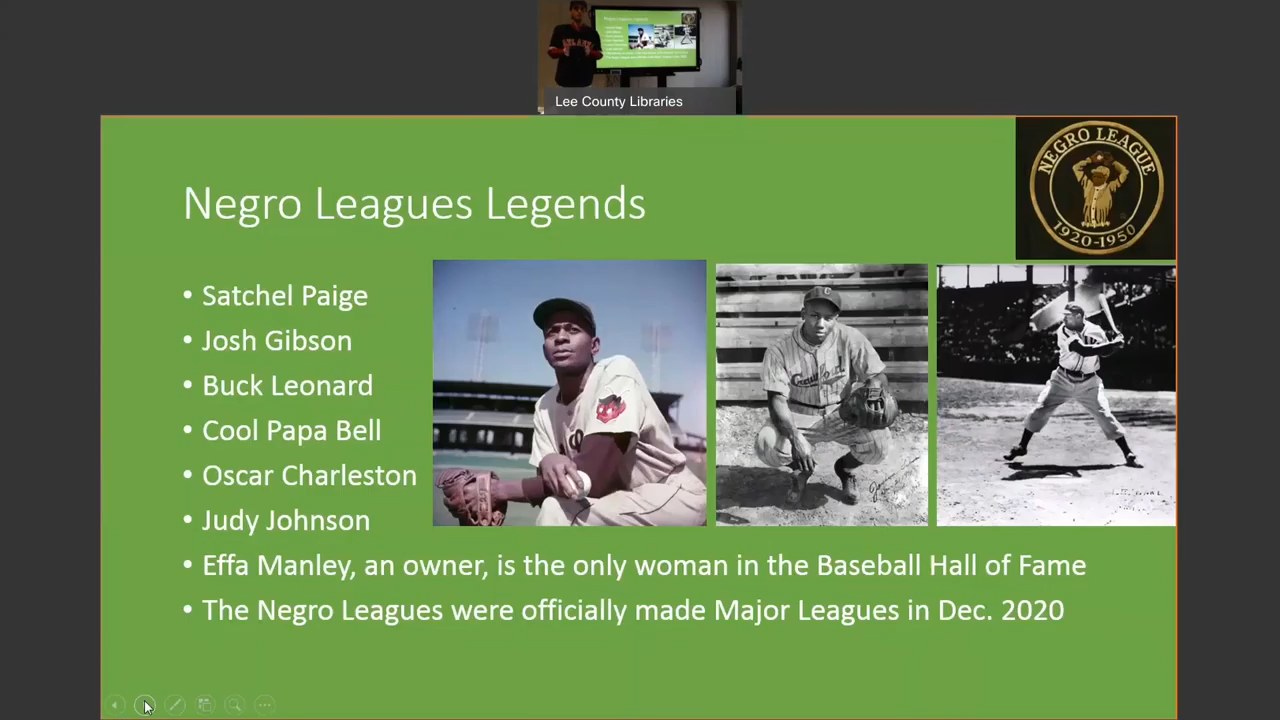 ATLANTA
Lee County Libraries
NEGRO LEAGUE
1920-1950
Negro Leagues Legends
• Satchel Paige
• Josh Gibson
• Buck Leonard
• Cool Papa Bell
• Oscar Charleston
• Judy Johnson
• Effa Manley, an owner, is the only woman in the Baseball Hall of Fame
• The Negro Leagues were officially made Major Leagues in Dec. 2020